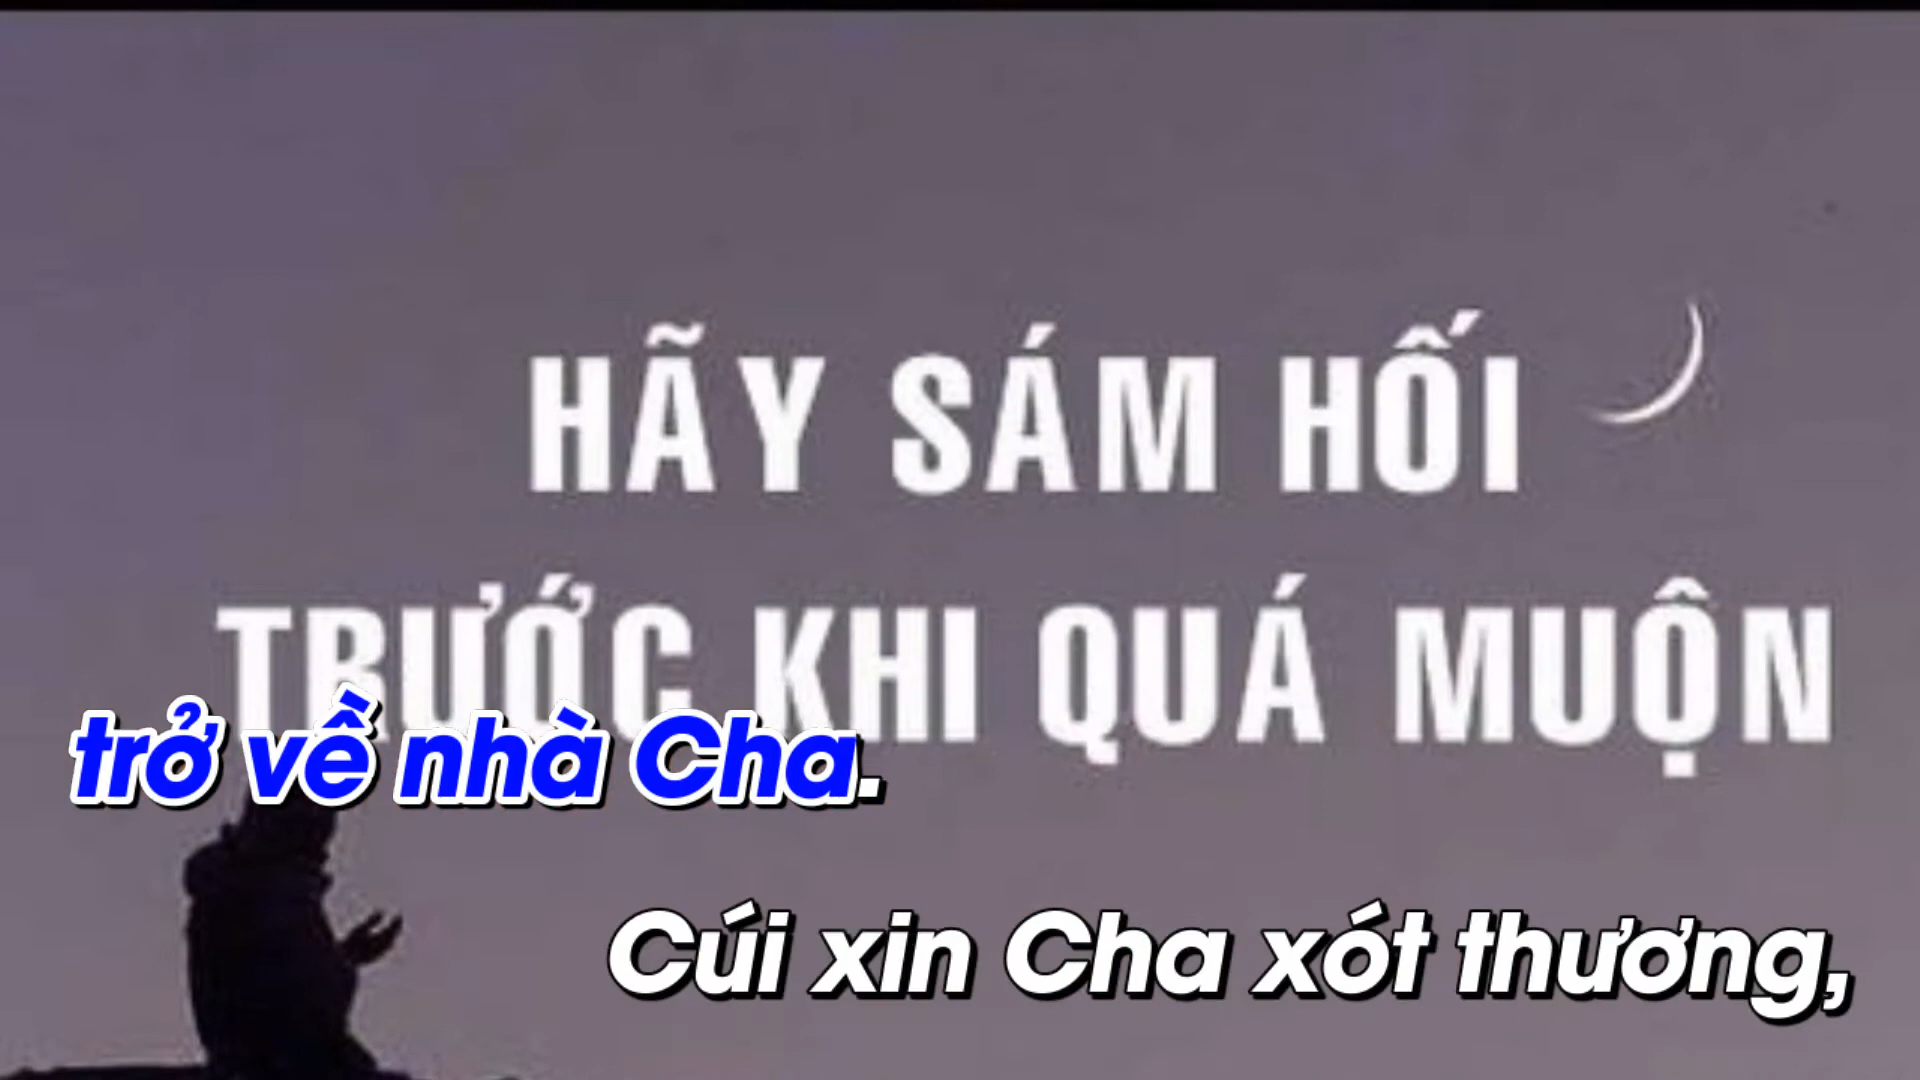 HÃY SÁM HỐI
TRƯỚC KHI QUÁ MUỘN
trở về nhà Cha.
Cúi xin Cha xót thương,